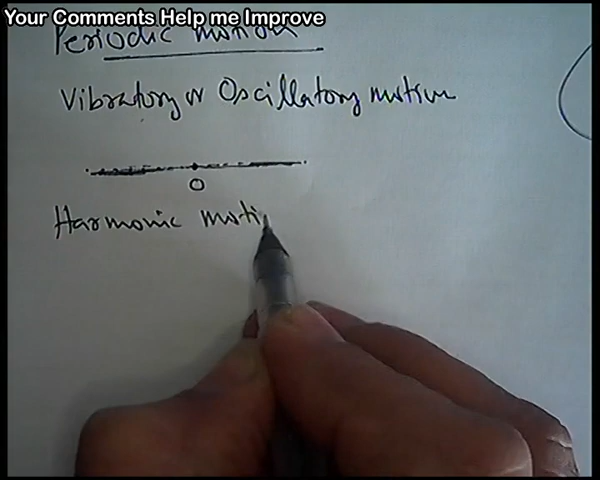 Your Comments Help me Improve
Periodic motion
Vibratory or Oscillatory motion
O
Harmonic moti